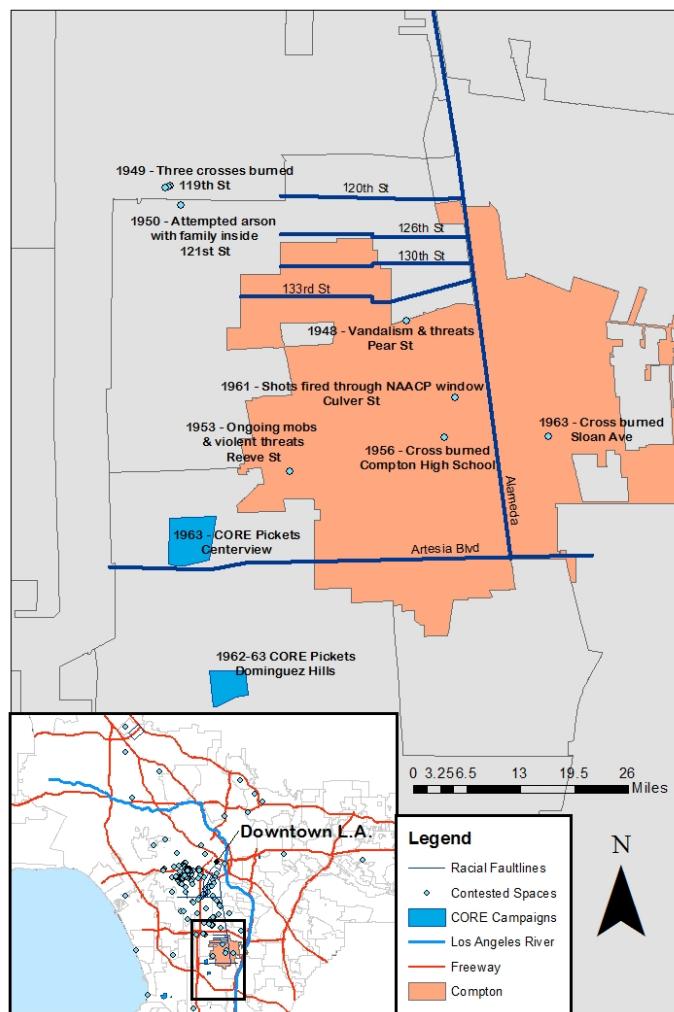 1949 - Three crosses burned
119th St
120th St
1950 - Attempted arson
with family inside
121st St
126th St
130th St
133rd St
1948 - Vandalism & threats
Pear St
1961 - Shots fired through NAACP window
Culver St
1953 - Ongoing mobs
& violent threats
Reeve St
1956 - Cross burned
Compton High School
1963 - Cross burned
Sloan Ave
Alameda
1963 - CORE Pickets
Centerview
Artesia Blvd
1962-63 CORE Pickets
Dominguez Hills
0 3.25 6.5 13 19.5 26
Miles
Downtown L.A.
Legend
Racial Faultlines
Contested Spaces
CORE Campaigns
Los Angeles River
Freeway
Compton
N